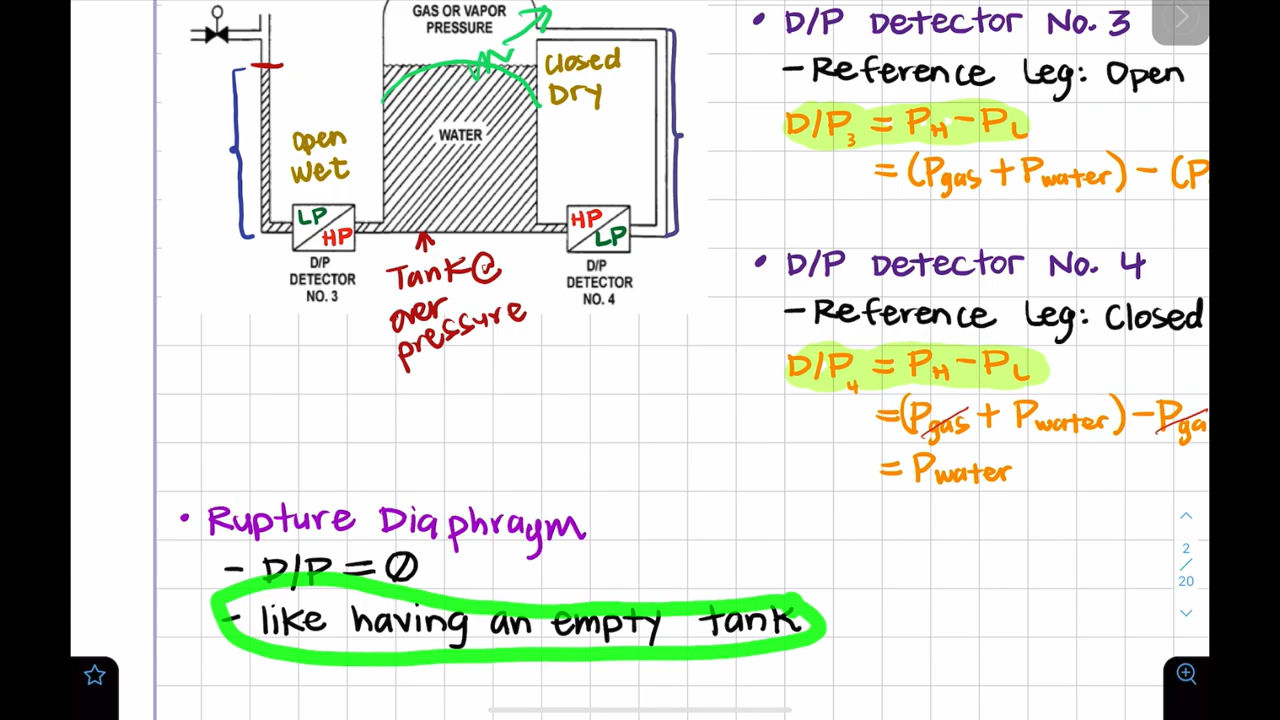 GAS OR VAPOR
PRESSURE
Closed
Dry
WATER
Open
Wet
LP
HP
HP
LP
D/P
DETECTOR
NO. 3
D/P
DETECTOR
NO. 4
Tank@
over
pressure
• D/P Detector No. 3
- Reference Leg: Open
D/P3 = PH - PL
= (Pgas + Pwater) - (P
• D/P Detector No. 4
- Reference Leg: Closed
D/P4 = PH - PL
= (Pgas + Pwater) - Pga
= Pwater
• Rupture Diaphragm
- D/P = Ø
- like having an empty tank
2
/
20